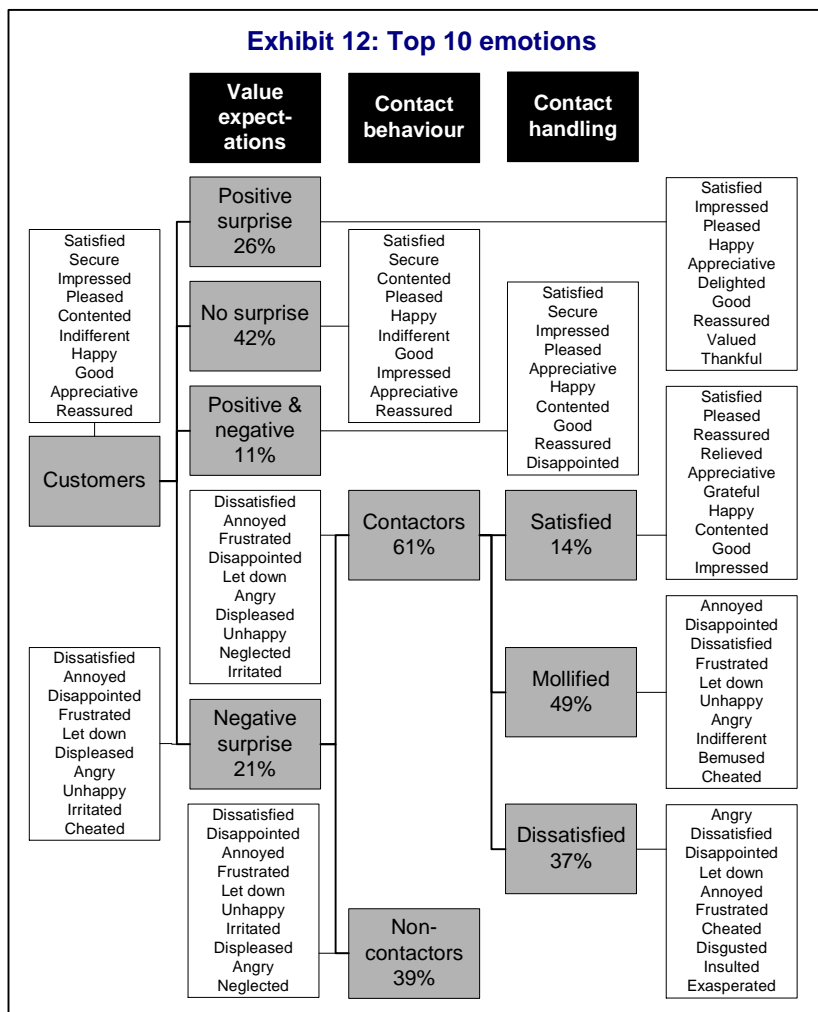 Exhibit 12: Top 10 emotions
Value
expect-
ations
Contact
behaviour
Contact
handling
Positive
surprise
26%
Satisfied
Impressed
Pleased
Happy
Appreciative
Delighted
Good
Reassured
Valued
Thankful
Satisfied
Secure
Impressed
Pleased
Contented
Indifferent
Happy
Good
Appreciative
Reassured
No surprise
42%
Satisfied
Secure
Contented
Pleased
Happy
Indifferent
Good
Impressed
Appreciative
Reassured
Satisfied
Secure
Impressed
Pleased
Appreciative
Happy
Contented
Good
Reassured
Disappointed
Positive &
negative
11%
Customers
Satisfied
Pleased
Reassured
Relieved
Appreciative
Grateful
Happy
Contented
Good
Impressed
Dissatisfied
Annoyed
Frustrated
Disappointed
Let down
Angry
Displeased
Unhappy
Neglected
Irritated
Contactors
61%
Satisfied
14%
Dissatisfied
Annoyed
Disappointed
Frustrated
Let down
Displeased
Angry
Unhappy
Irritated
Cheated
Negative
surprise
21%
Mollified
49%
Annoyed
Disappointed
Dissatisfied
Frustrated
Let down
Unhappy
Angry
Indifferent
Bemused
Cheated
Dissatisfied
Disappointed
Annoyed
Frustrated
Let down
Unhappy
Irritated
Displeased
Angry
Neglected
Non-
contactors
39%
Dissatisfied
37%
Angry
Dissatisfied
Disappointed
Let down
Annoyed
Frustrated
Cheated
Disgusted
Insulted
Exasperated